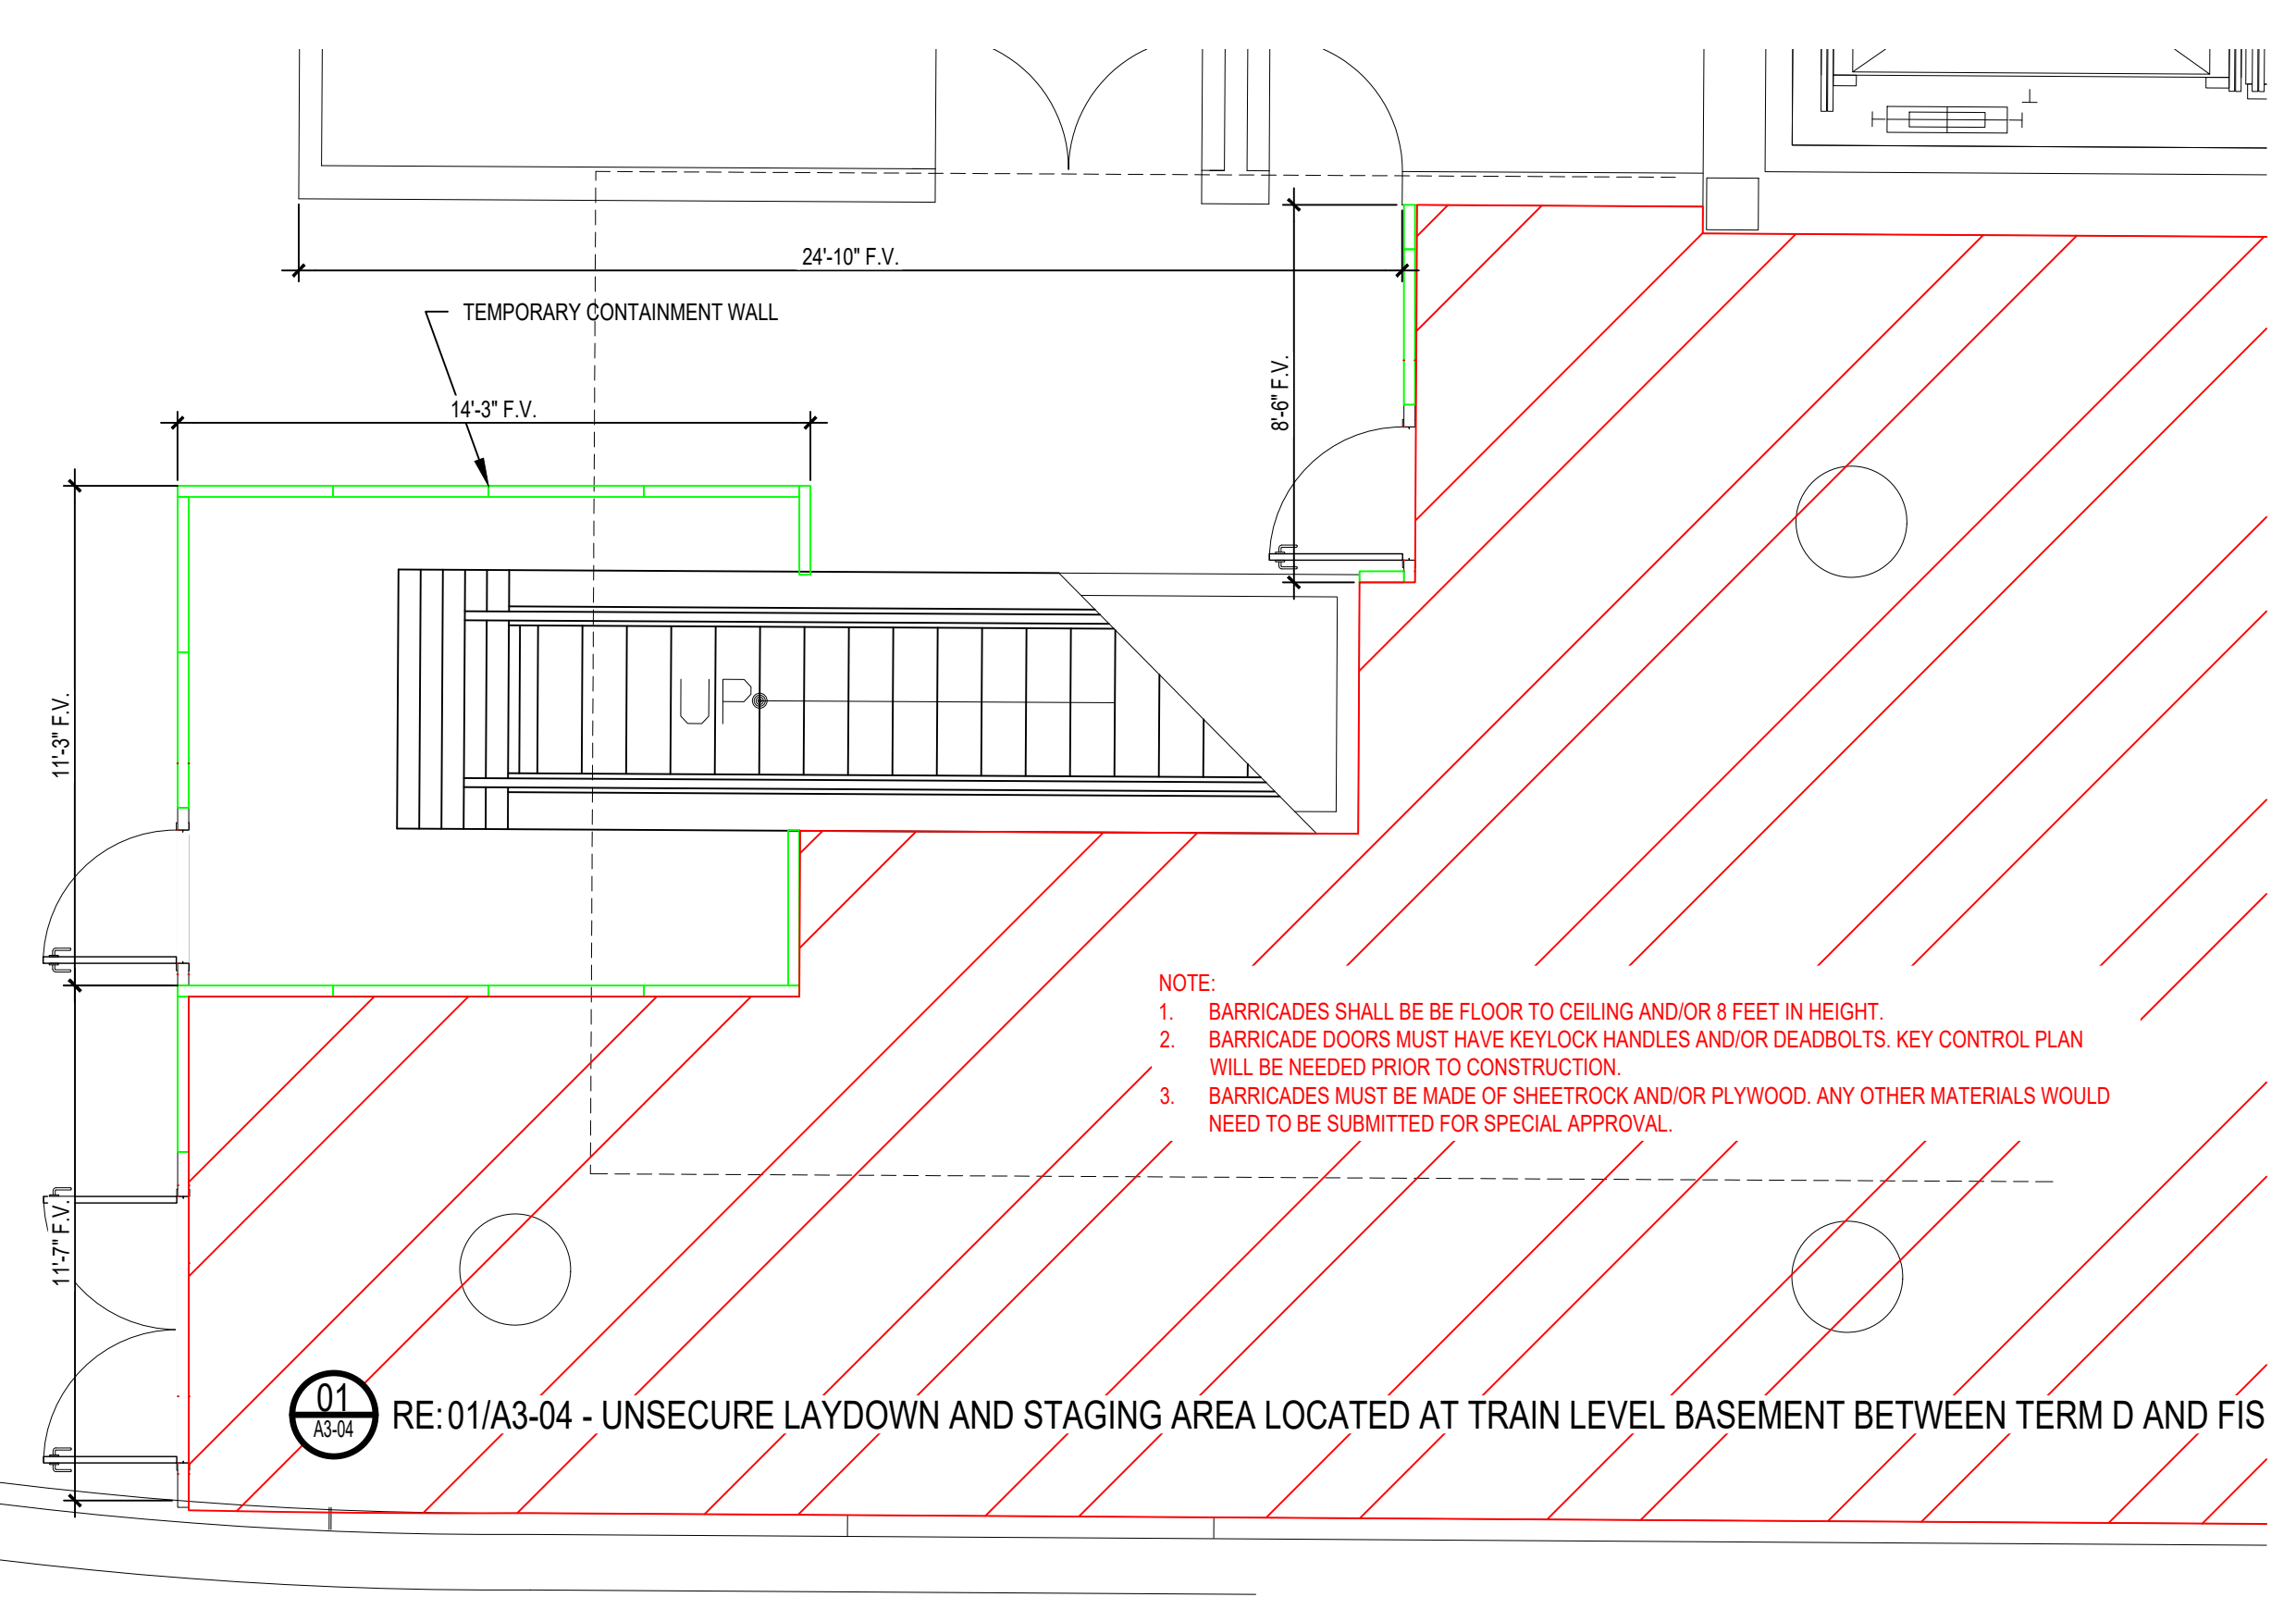 24'-10" F.V.
TEMPORARY CONTAINMENT WALL
14'-3" F.V.
8'-6" F.V.
11'-3" F.V.
UP
NOTE:
1. BARRICADES SHALL BE BE FLOOR TO CEILING AND/OR 8 FEET IN HEIGHT.
2. BARRICADE DOORS MUST HAVE KEYLOCK HANDLES AND/OR DEADBOLTS. KEY CONTROL PLAN
WILL BE NEEDED PRIOR TO CONSTRUCTION.
3. BARRICADES MUST BE MADE OF SHEETROCK AND/OR PLYWOOD. ANY OTHER MATERIALS WOULD
NEED TO BE SUBMITTED FOR SPECIAL APPROVAL.
11'-7" F.V.
01
A3-04
RE: 01/A3-04 - UNSECURE LAYDOWN AND STAGING AREA LOCATED AT TRAIN LEVEL BASEMENT BETWEEN TERM D AND FIS